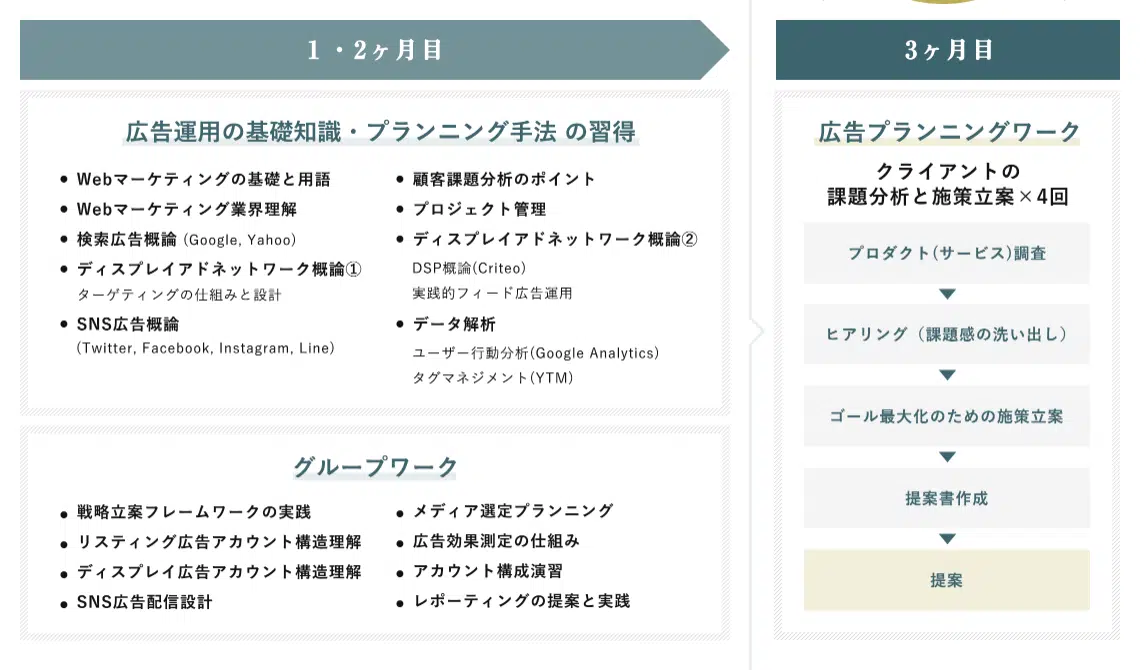 1・2ヶ月目
広告運用の基礎知識・プランニング手法 の習得
• Webマーケティングの基礎と用語
• Webマーケティング業界理解
• 検索広告概論 (Google, Yahoo)
• ディスプレイアドネットワーク概論①
ターゲティングの仕組みと設計
• SNS広告概論
(Twitter, Facebook, Instagram, Line)
• 顧客課題分析のポイント
• プロジェクト管理
• ディスプレイアドネットワーク概論②
DSP概論(Criteo)
実践的フィード広告運用
• データ解析
ユーザー行動分析(Google Analytics)
タグマネジメント(YTM)
グループワーク
• 戦略立案フレームワークの実践
• リスティング広告アカウント構造理解
• ディスプレイ広告アカウント構造理解
• SNS広告配信設計
• メディア選定プランニング
• 広告効果測定の仕組み
• アカウント構成演習
• レポーティングの提案と実践
3ヶ月目
広告プランニングワーク
クライアントの
課題分析と施策立案×4回
プロダクト(サービス)調査
ヒアリング（課題感の洗い出し）
ゴール最大化のための施策立案
提案書作成
提案